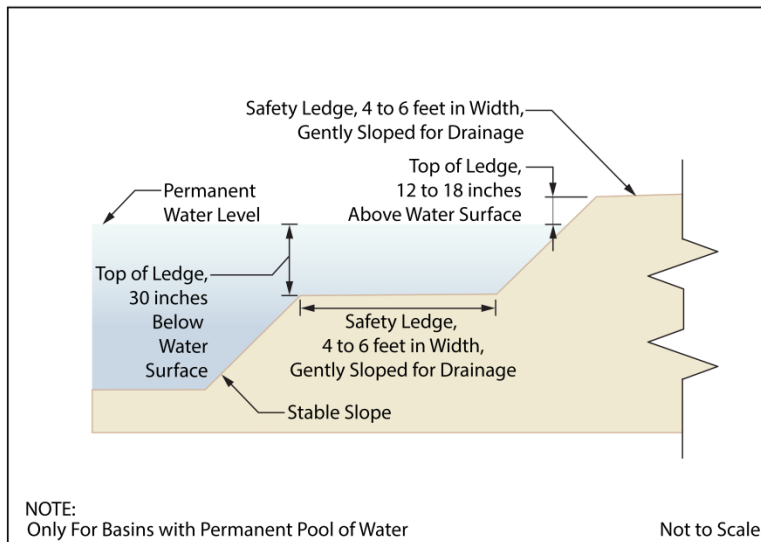 Safety Ledge, 4 to 6 feet in Width,
Gently Sloped for Drainage
Top of Ledge,
12 to 18 inches
Above Water Surface
Permanent
Water Level
Top of Ledge,
30 inches
Below
Water
Surface
Safety Ledge,
4 to 6 feet in Width,
Gently Sloped for Drainage
Stable Slope
NOTE:
Only For Basins with Permanent Pool of Water
Not to Scale